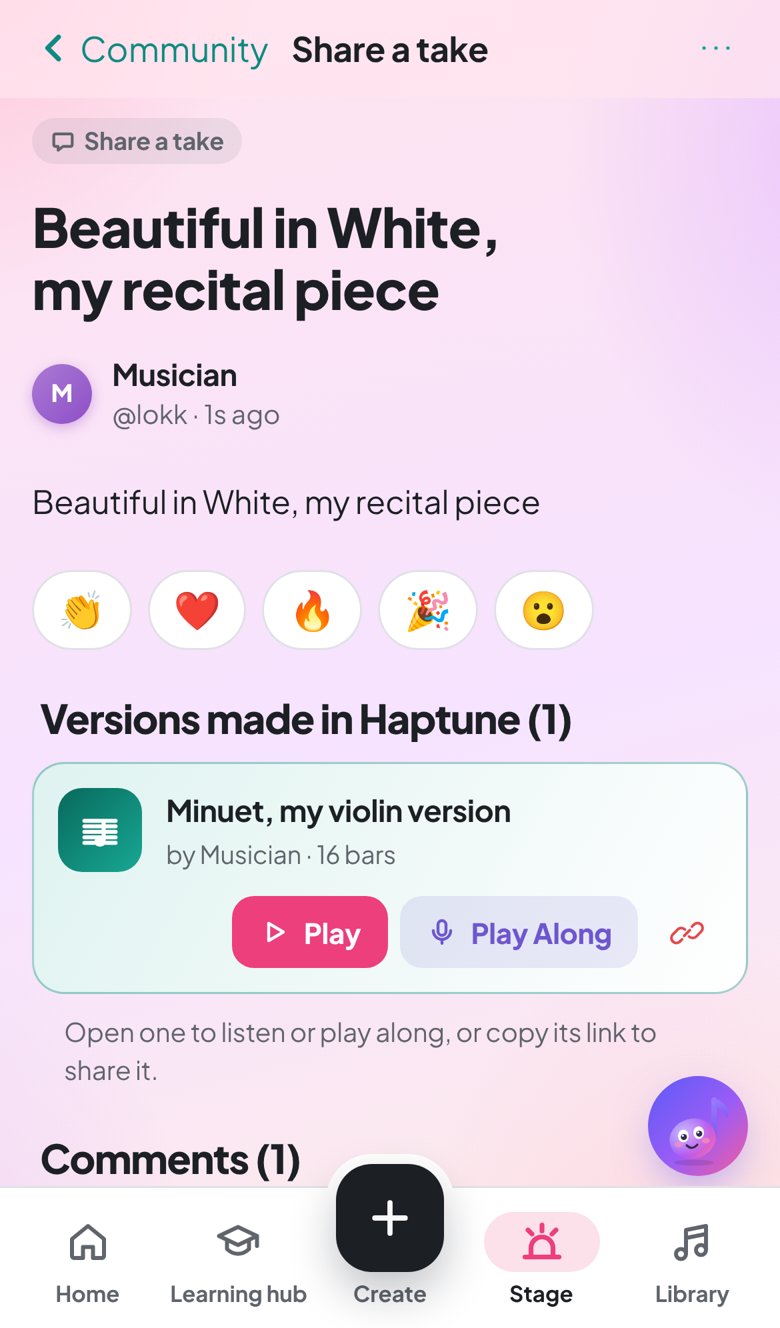 Community Share a take
Share a take
Beautiful in White,
my recital piece
M
Musician
@lokk · 1s ago
Beautiful in White, my recital piece
Versions made in Haptune (1)
Minuet, my violin version
by Musician · 16 bars
Play
Play Along
Open one to listen or play along, or copy its link to
share it.
Comments (1)
Home
Learning hub
Create
Stage
Library